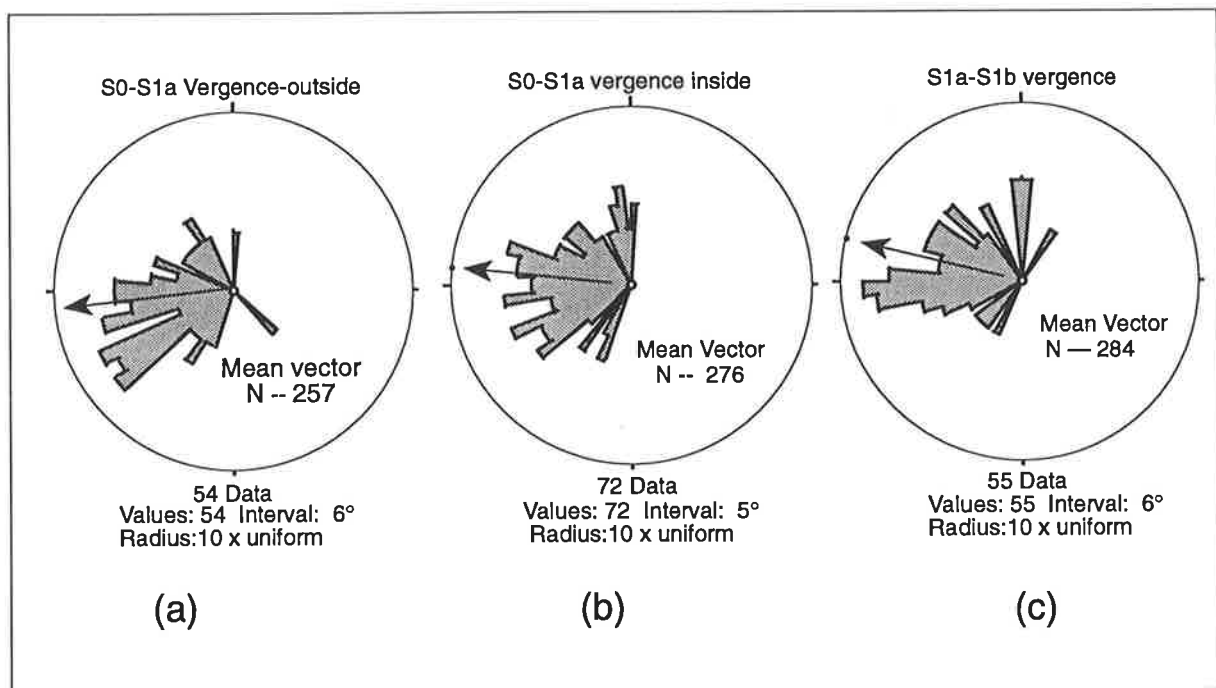 S0-S1a Vergence-outside
Mean vector
N -- 257
54 Data
Values: 54 Interval: 6°
Radius:10 x uniform
(a)
S0-S1a vergence inside
Mean Vector
N -- 276
72 Data
Values: 72 Interval: 5°
Radius:10 x uniform
(b)
S1a-S1b vergence
Mean Vector
N — 284
55 Data
Values: 55 Interval: 6°
Radius:10 x uniform
(c)